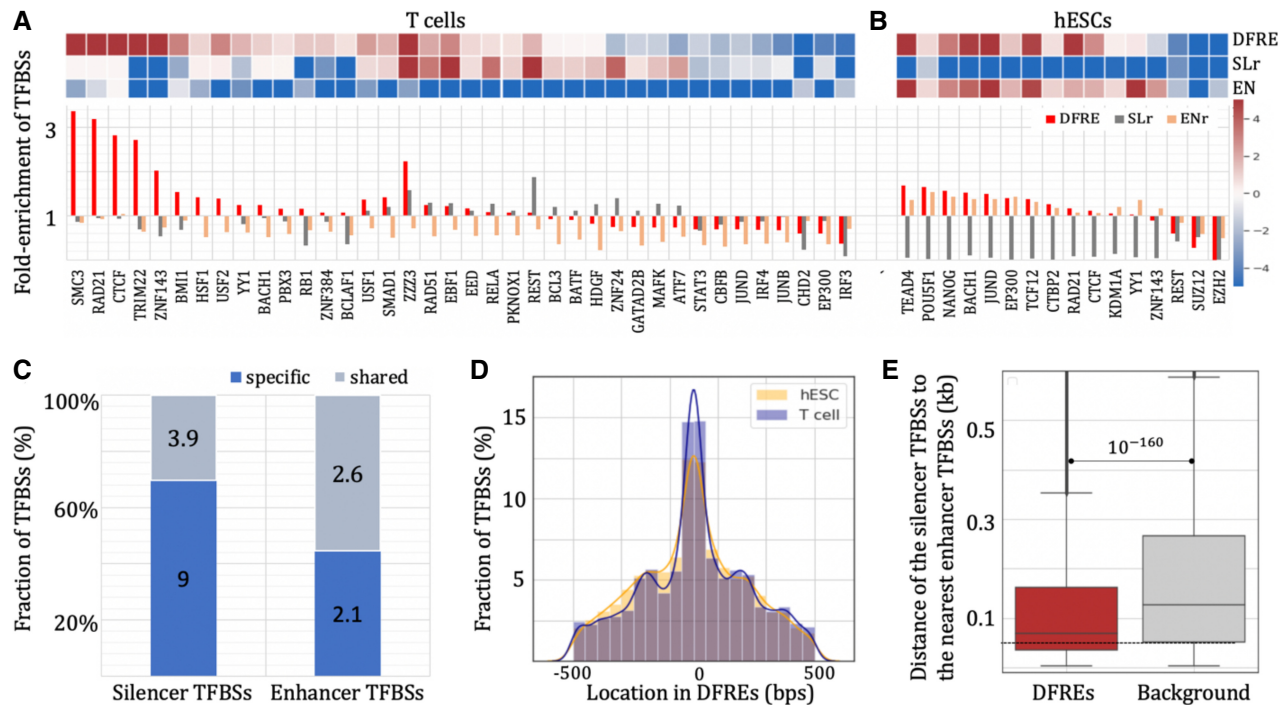 A
T cells
B
hESCs
DFRE
SLr
EN
Fold-enrichment of TFBSs
3
1
DFRE
SLr
ENr
4
2
0
−2
−4
SMC3
RAD21
CTCF
TRIM22
ZNF143
BMI1
HSF1
USF2
YY1
BACH1
PBX3
RB1
ZNF384
BCLAF1
USF1
SMAD1
ZZZ3
RAD51
EBF1
EED
RELA
PKNOX1
REST
BCL3
BATF
HDGF
ZNF24
GATAD2B
MAFK
ATF7
STAT3
CBFB
JUND
IRF4
JUNB
CHD2
EP300
IRF3
TEAD4
POU5F1
NANOG
BACH1
JUND
EP300
TCF12
CTBP2
RAD21
CTCF
KDM1A
YY1
ZNF143
REST
SUZ12
EZH2
C
specific
shared
Fraction of TFBSs (%)
100%
60%
20%
3.9
9
2.6
2.1
Silencer TFBSs
Enhancer TFBSs
D
hESC
T cell
Fraction of TFBSs (%)
15
10
5
-500
0
500
Location in DFREs (bps)
E
Distance of the silencer TFBSs to
the nearest enhancer TFBSs (kb)
0.5
0.3
0.1
10−160
DFREs
Background